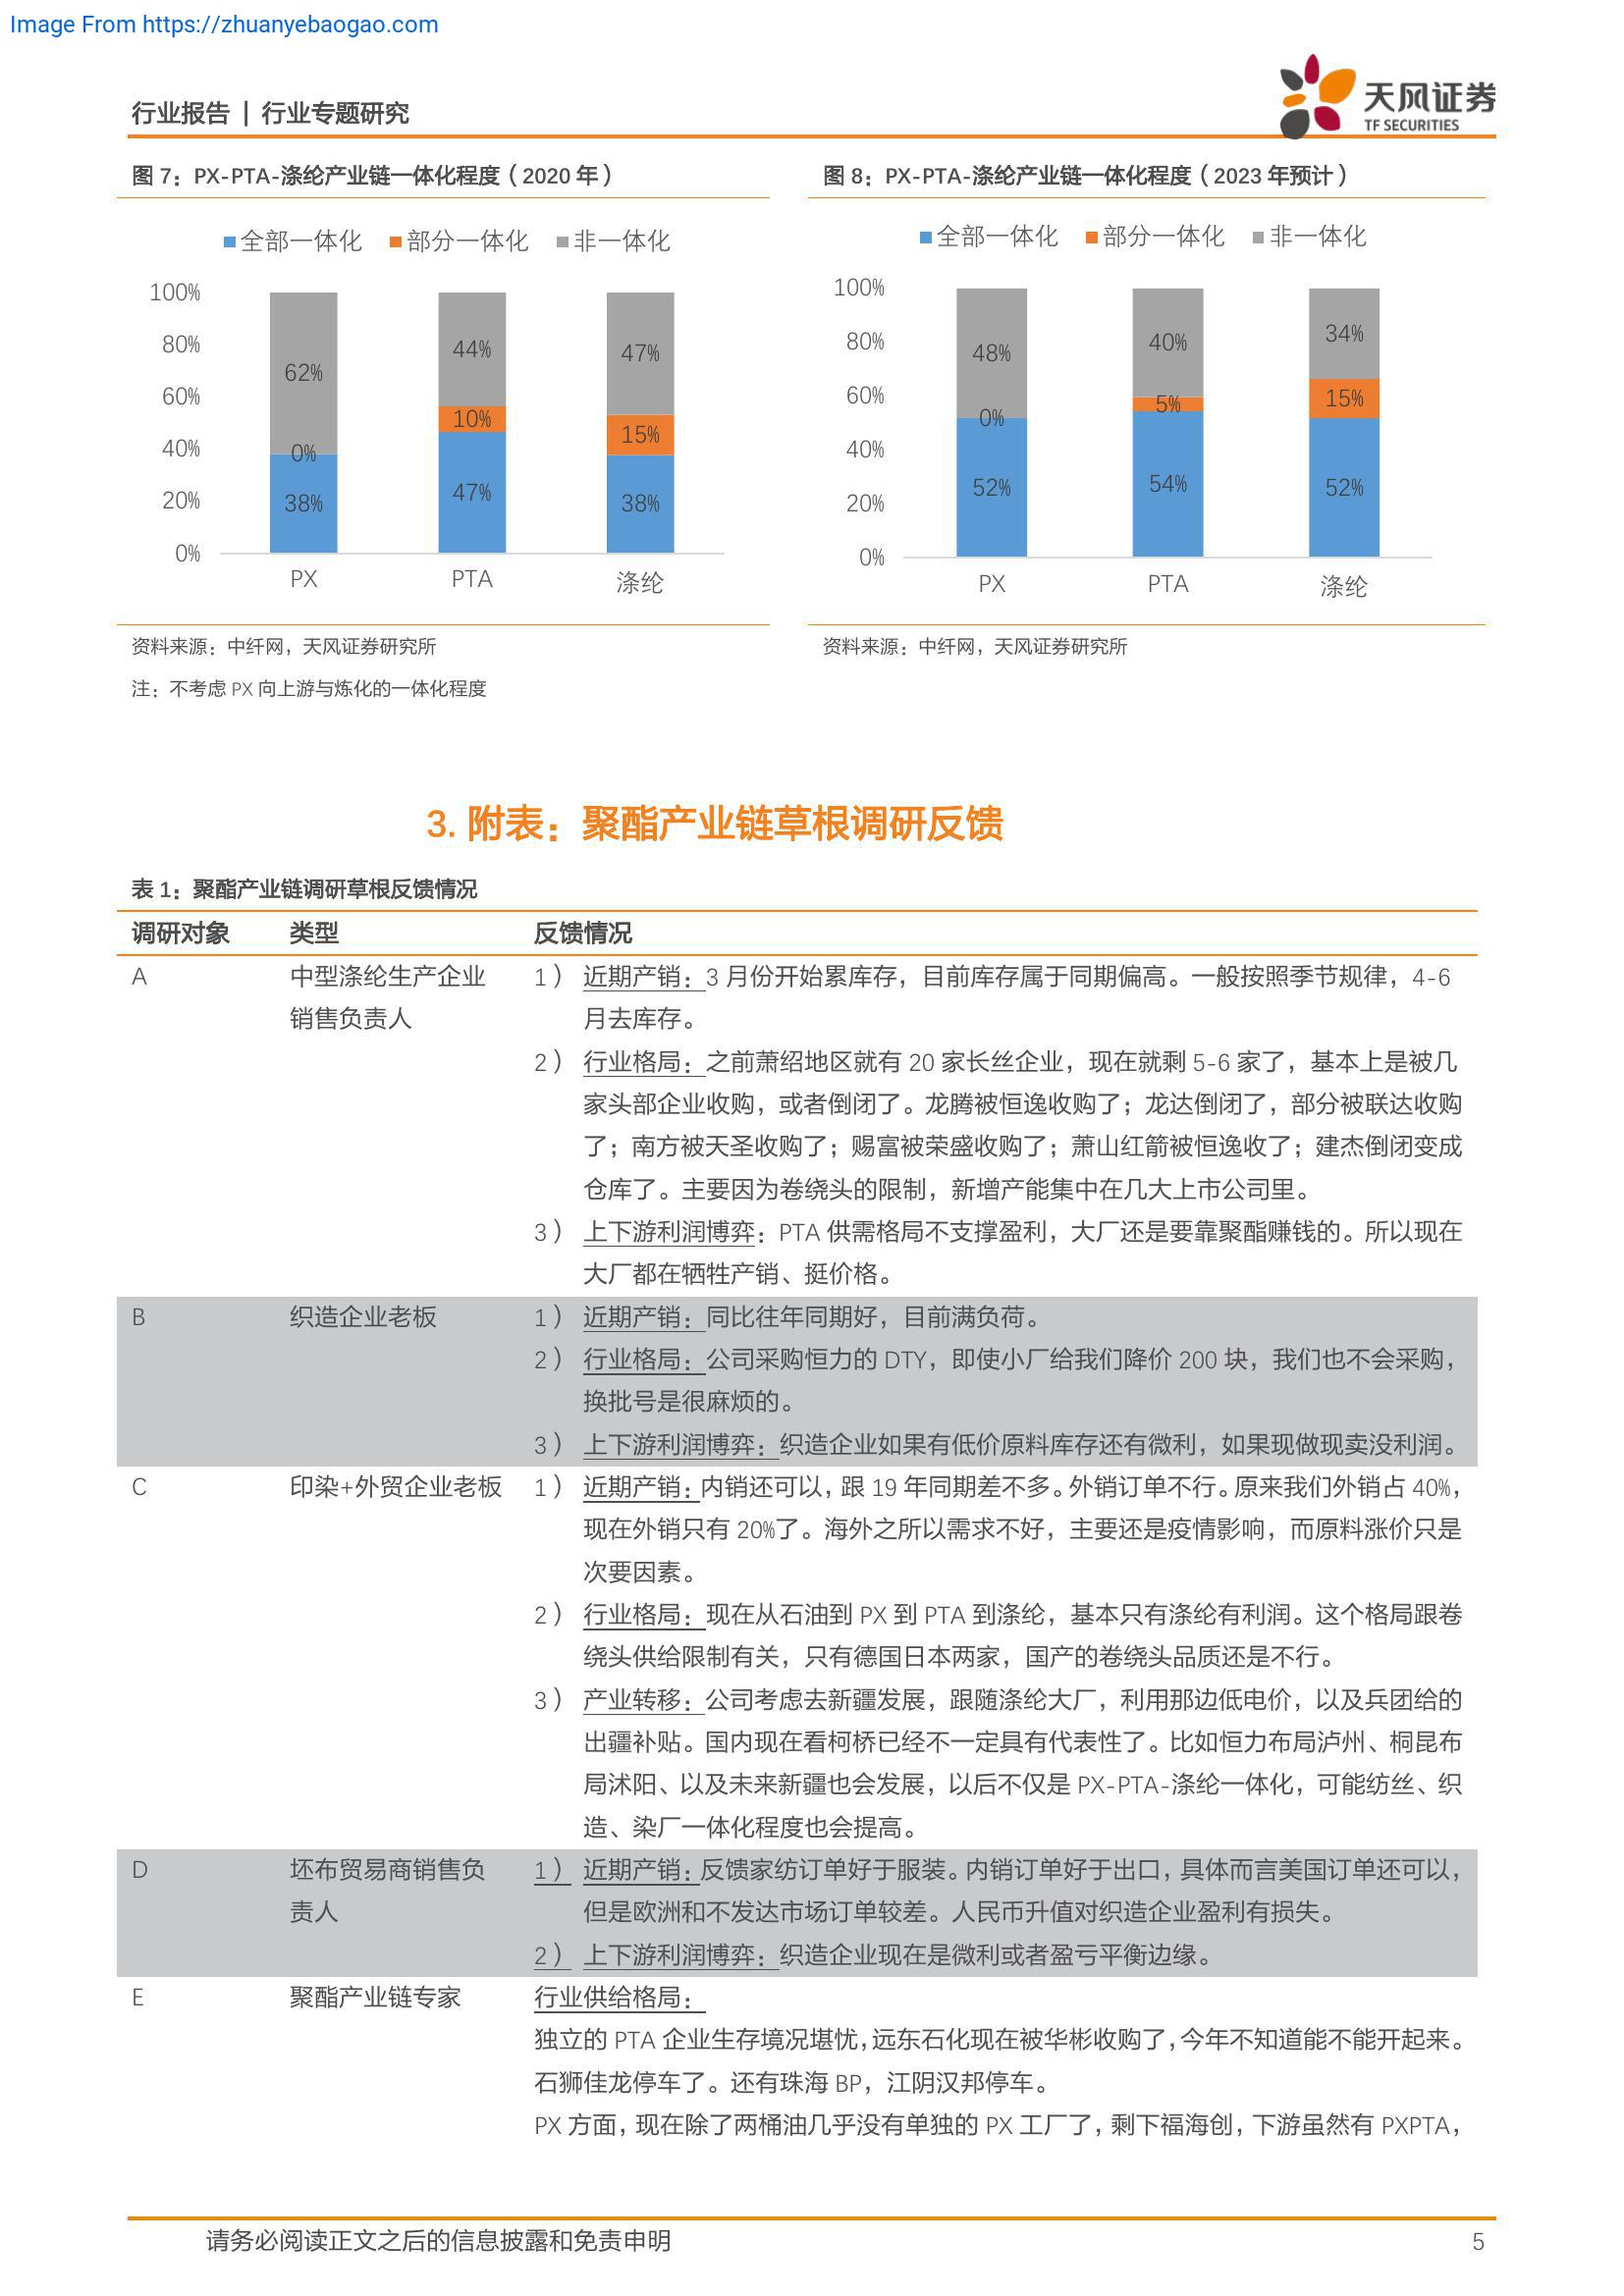 Image From https://zhuanyebaogao.com
行业报告 | 行业专题研究
天风证券
TF SECURITIES
图 7：PX-PTA-涤纶产业链一体化程度（2020 年）
全部一体化 部分一体化 非一体化
100%
80%
60%
40%
20%
0%
62%
0%
38%
44%
10%
47%
47%
15%
38%
PX PTA 涤纶
资料来源：中纤网，天风证券研究所
注：不考虑 PX 向上游与炼化的一体化程度
图 8：PX-PTA-涤纶产业链一体化程度（2023 年预计）
全部一体化 部分一体化 非一体化
100%
80%
60%
40%
20%
0%
48%
0%
52%
40%
5%
54%
34%
15%
52%
PX PTA 涤纶
资料来源：中纤网，天风证券研究所
3. 附表：聚酯产业链草根调研反馈
表 1：聚酯产业链调研草根反馈情况
调研对象 类型 反馈情况
A 中型涤纶生产企业 1） 近期产销：3 月份开始累库存，目前库存属于同期偏高。一般按照季节规律，4-6
销售负责人 月去库存。
2） 行业格局：之前萧绍地区就有 20 家长丝企业，现在就剩 5-6 家了，基本上是被几
家头部企业收购，或者倒闭了。龙腾被恒逸收购了；龙达倒闭了，部分被联达收购
了；南方被天圣收购了；赐富被荣盛收购了；萧山红箭被恒逸收了；建杰倒闭变成
仓库了。主要因为卷绕头的限制，新增产能集中在几大上市公司里。
3） 上下游利润博弈：PTA 供需格局不支撑盈利，大厂还是要靠聚酯赚钱的。所以现在
大厂都在牺牲产销、挺价格。
B 织造企业老板 1） 近期产销：同比往年同期好，目前满负荷。
2） 行业格局：公司采购恒力的 DTY，即使小厂给我们降价 200 块，我们也不会采购，
换批号是很麻烦的。
3） 上下游利润博弈：织造企业如果有低价原料库存还有微利，如果现做现卖没利润。
C 印染+外贸企业老板 1） 近期产销：内销还可以，跟 19 年同期差不多。外销订单不行。原来我们外销占 40%，
现在外销只有 20%了。海外之所以需求不好，主要还是疫情影响，而原料涨价只是
次要因素。
2） 行业格局：现在从石油到 PX 到 PTA 到涤纶，基本只有涤纶有利润。这个格局跟卷
绕头供给限制有关，只有德国日本两家，国产的卷绕头品质还是不行。
3） 产业转移：公司考虑去新疆发展，跟随涤纶大厂，利用那边低电价，以及兵团给的
出疆补贴。国内现在看柯桥已经不一定具有代表性了。比如恒力布局泸州、桐昆布
局沭阳、以及未来新疆也会发展，以后不仅是 PX-PTA-涤纶一体化，可能纺丝、织
造、染厂一体化程度也会提高。
D 坯布贸易商销售负 1） 近期产销：反馈家纺订单好于服装。内销订单好于出口，具体而言美国订单还可以，
责人 但是欧洲和不发达市场订单较差。人民币升值对织造企业盈利有损失。
2） 上下游利润博弈：织造企业现在是微利或者盈亏平衡边缘。
E 聚酯产业链专家 行业供给格局：
独立的 PTA 企业生存境况堪忧，远东石化现在被华彬收购了，今年不知道能不能开起来。
石狮佳龙停车了。还有珠海 BP，江阴汉邦停车。
PX 方面，现在除了两桶油几乎没有单独的 PX 工厂了，剩下福海创，下游虽然有 PXPTA，
请务必阅读正文之后的信息披露和免责申明 5